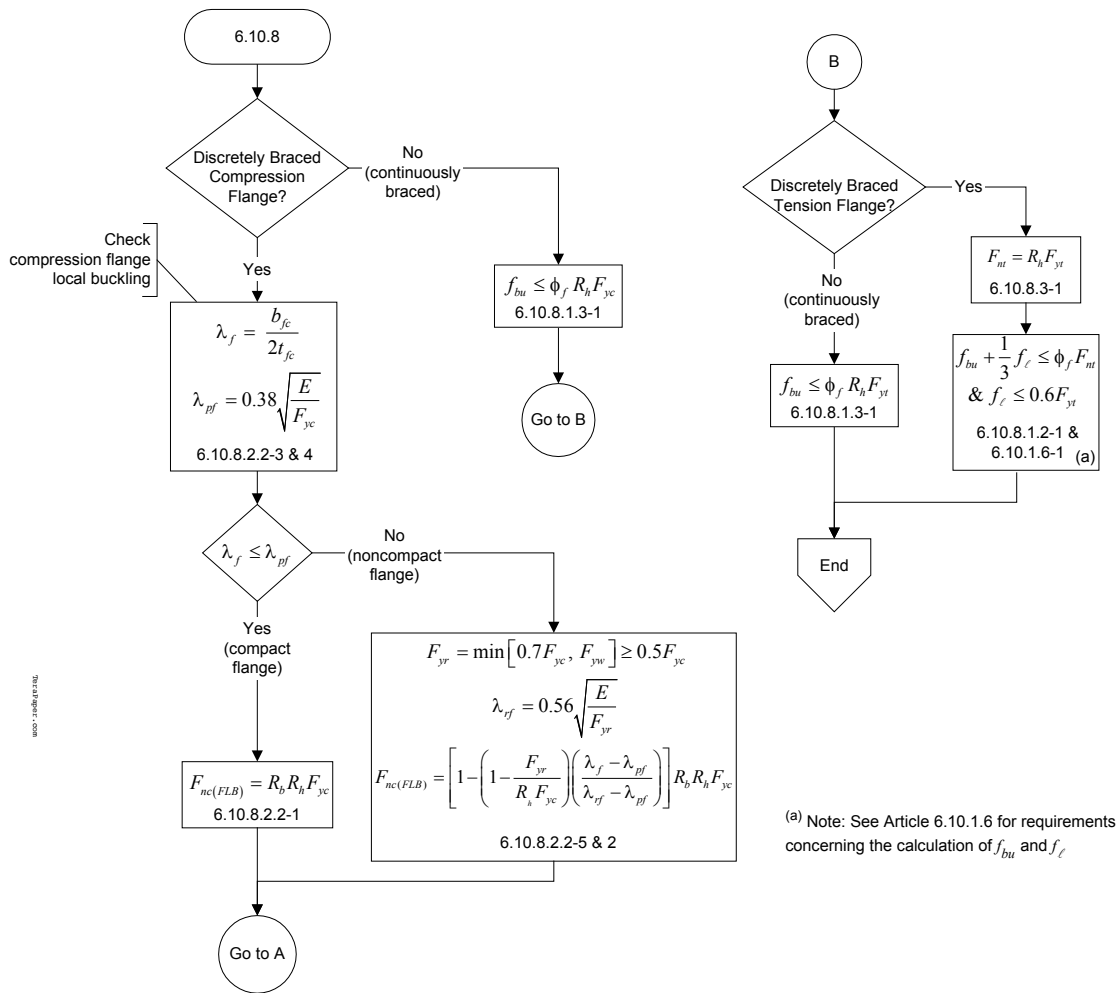 6.10.8
Discretely Braced
Compression
Flange?
No
(continuously
braced)
Check
compression flange
local buckling
Yes
λ_f = b_fc / 2t_fc
λ_pf = 0.38 √(E / F_yc)
6.10.8.2.2-3 & 4
f_bu ≤ ϕ_f R_h F_yc
6.10.8.1.3-1
Go to B
λ_f ≤ λ_pf
No
(noncompact
flange)
Yes
(compact
flange)
F_nc(FLB) = R_b R_h F_yc
6.10.8.2.2-1
F_yr = min[0.7F_yc , F_yw] ≥ 0.5F_yc
λ_rf = 0.56 √(E / F_yr)
F_nc(FLB) = [1 − (1 − F_yr / R_h F_yc) (λ_f − λ_pf / λ_rf − λ_pf)] R_b R_h F_yc
6.10.8.2.2-5 & 2
Go to A
B
Discretely Braced
Tension Flange?
Yes
No
(continuously
braced)
F_nt = R_h F_yt
6.10.8.3-1
f_bu + 1/3 f_ℓ ≤ ϕ_f F_nt
& f_ℓ ≤ 0.6F_yt
6.10.8.1.2-1 &
6.10.1.6-1 (a)
f_bu ≤ ϕ_f R_h F_yt
6.10.8.1.3-1
End
(a) Note: See Article 6.10.1.6 for requirements
concerning the calculation of f_bu and f_ℓ
TeraPaper.com